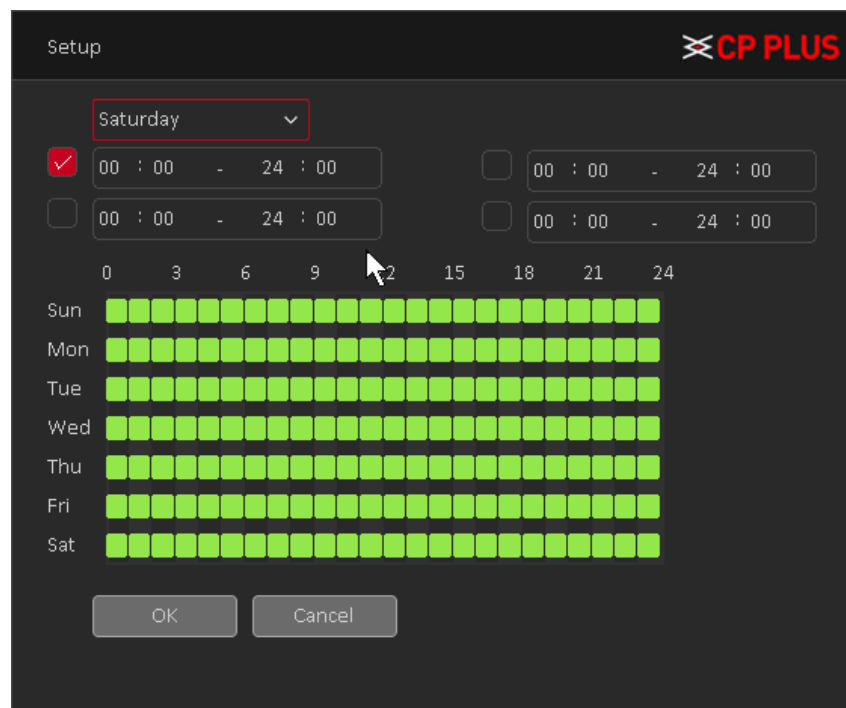 Setup
CP PLUS
Saturday
00 : 00 - 24 : 00 00 : 00 - 24 : 00
00 : 00 - 24 : 00 00 : 00 - 24 : 00
0 3 6 9 15 18 21 24
Sun
Mon
Tue
Wed
Thu
Fri
Sat
OK Cancel